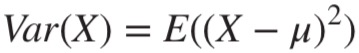 Var(X) = E((X − μ)²)